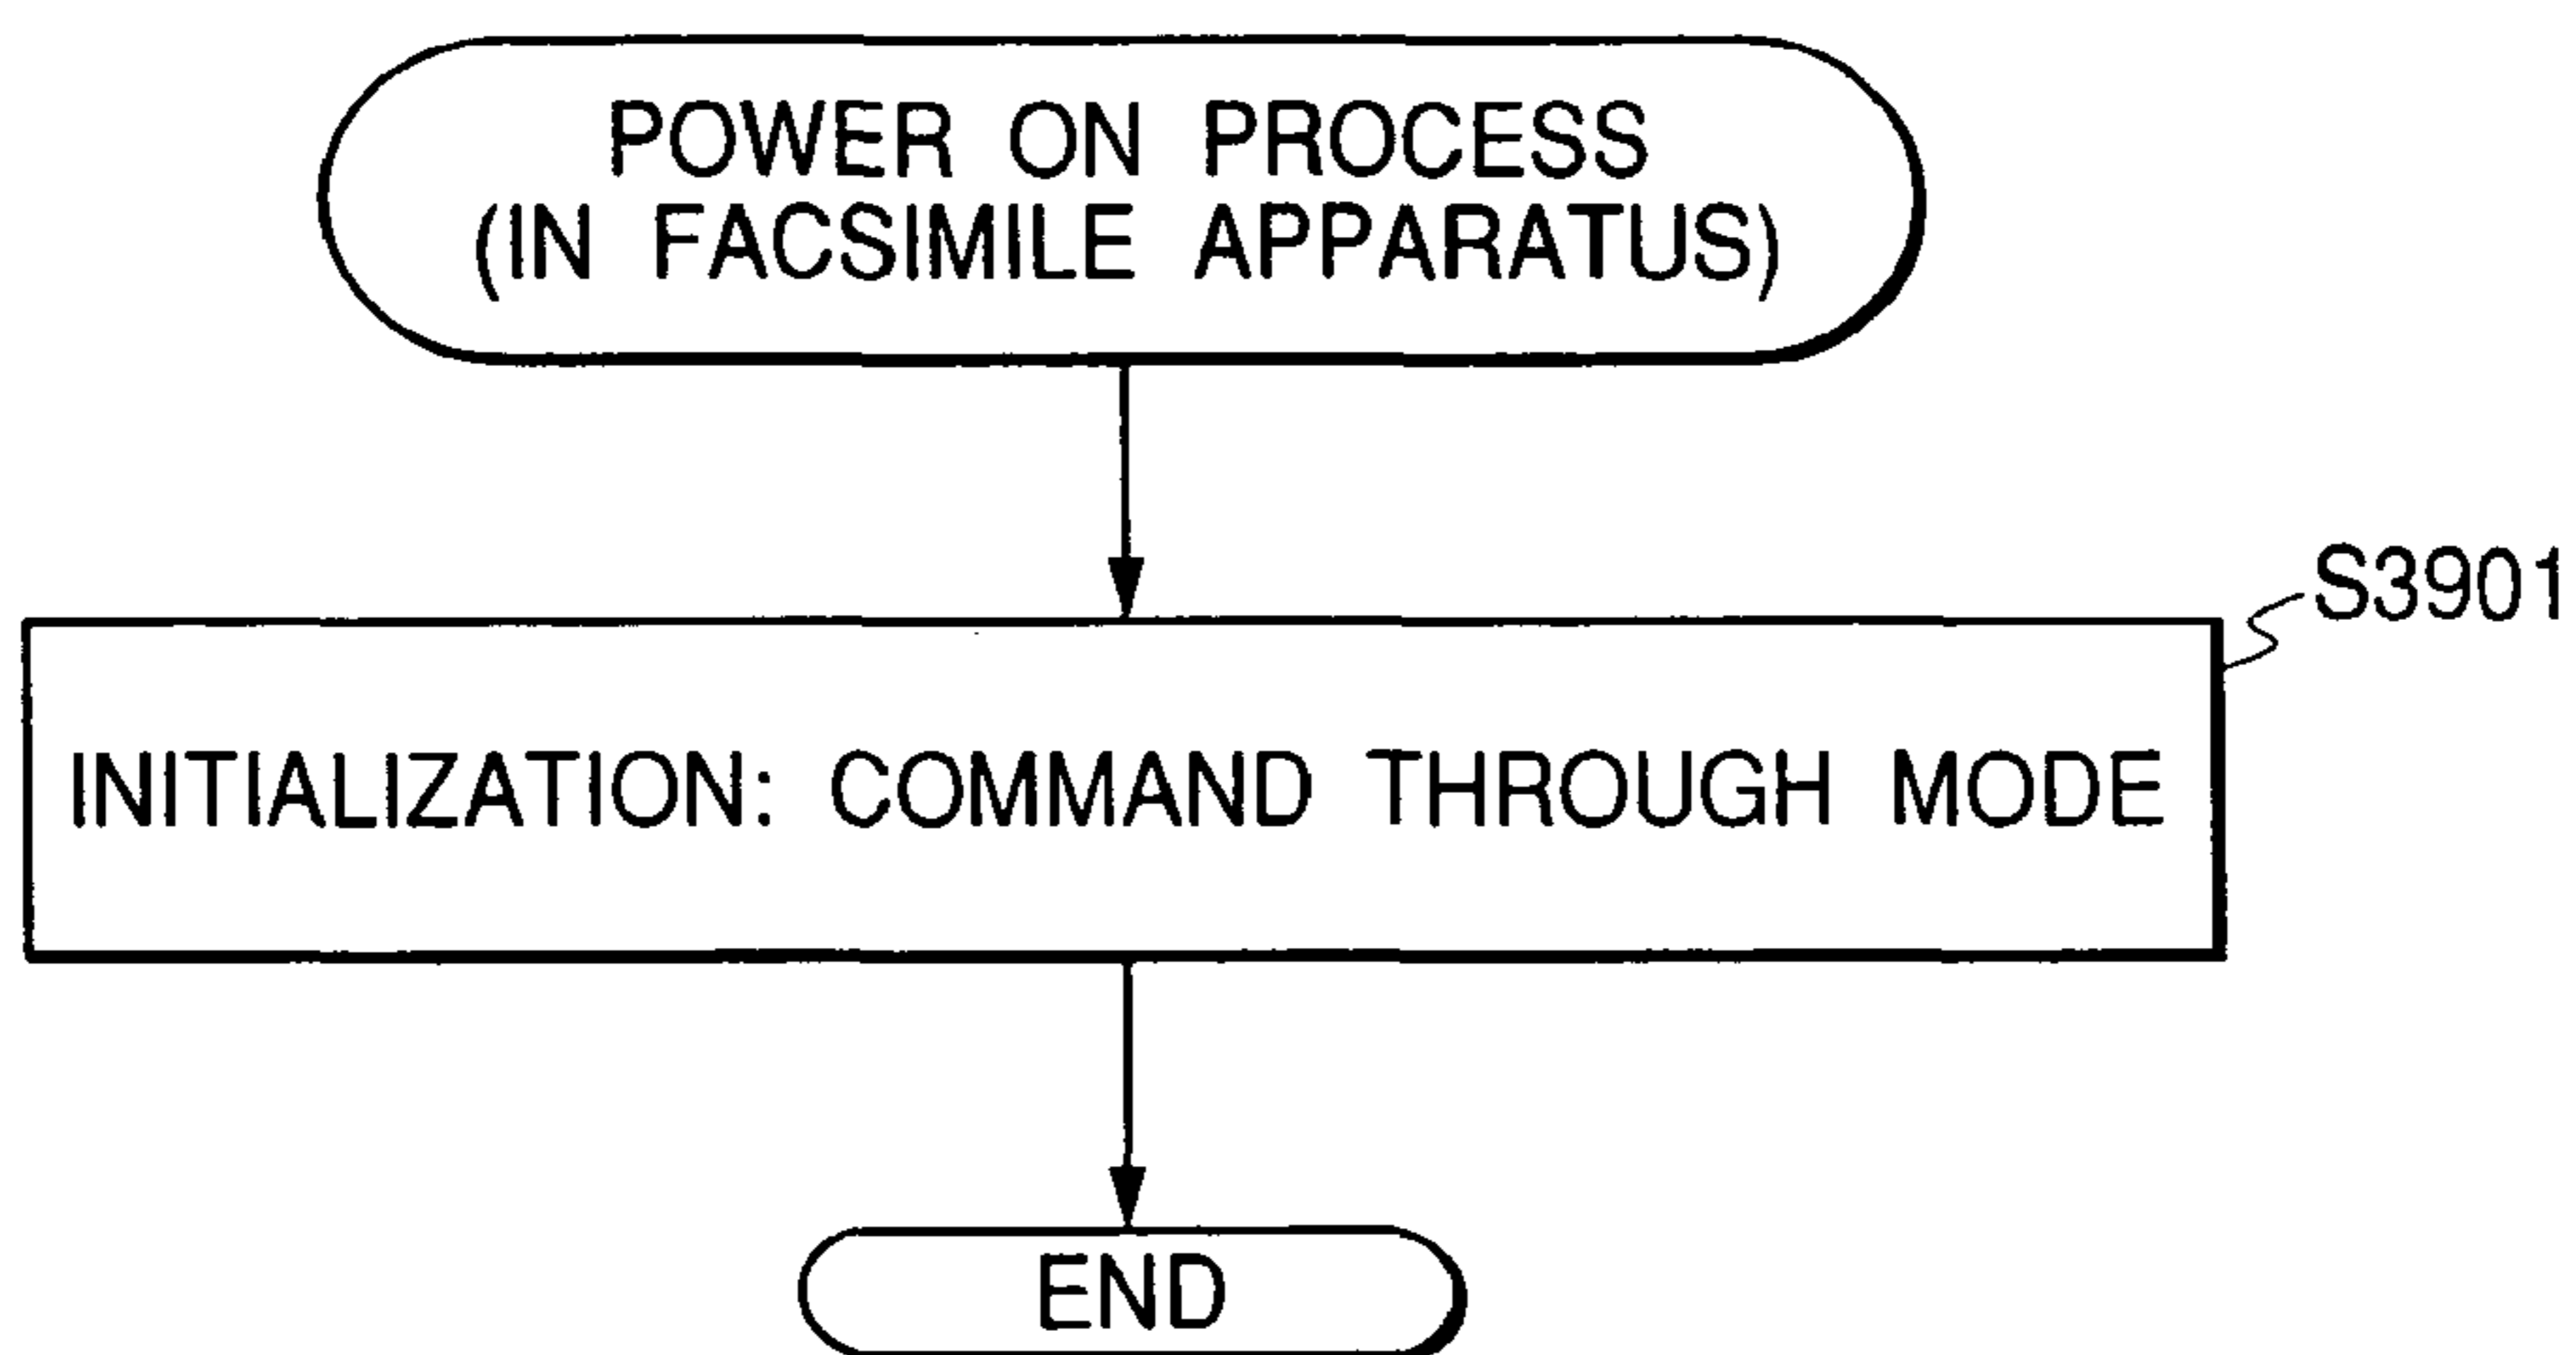 POWER ON PROCESS
(IN FACSIMILE APPARATUS)
S3901
INITIALIZATION: COMMAND THROUGH MODE
END